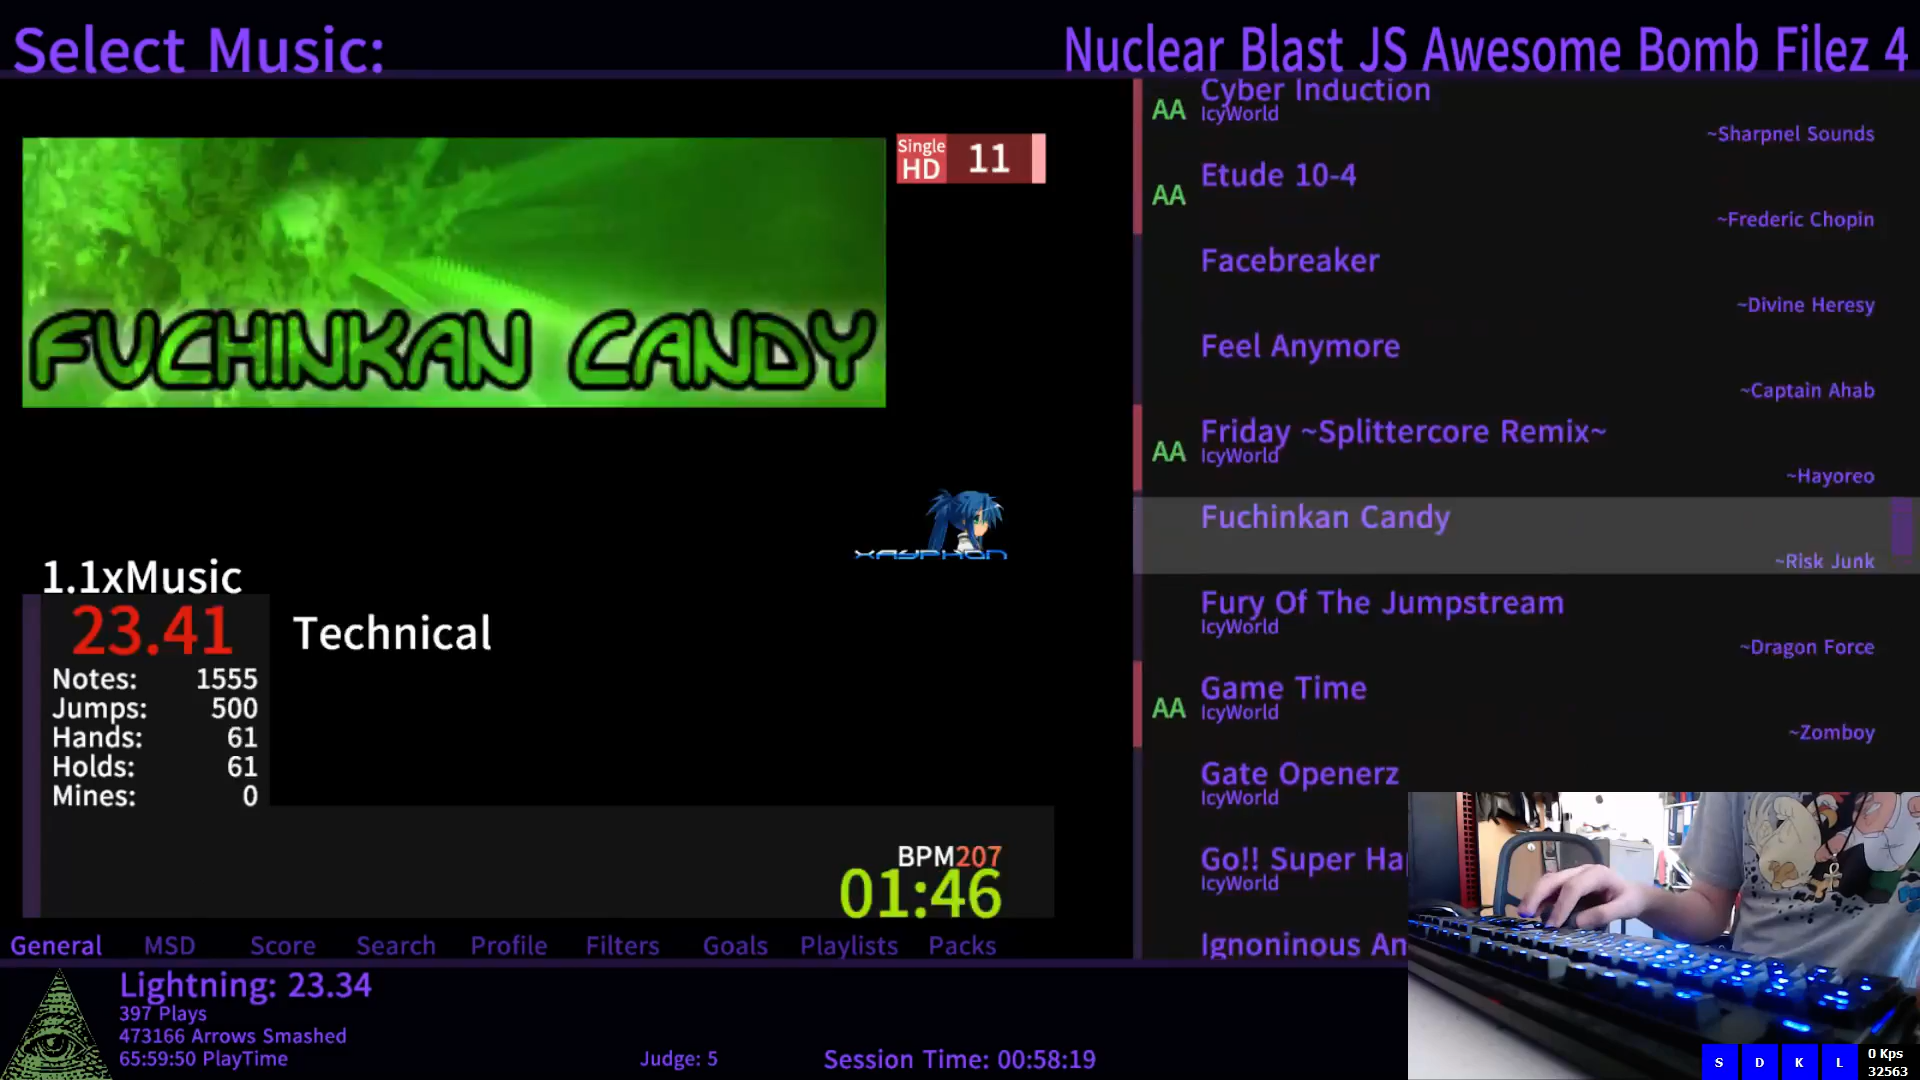 Select Music:
Nuclear Blast JS Awesome Bomb Filez 4
FUCHINKAN CANDY
Single
HD
11
XAYPHON
1.1xMusic
23.41
Technical
Notes: 1555
Jumps: 500
Hands: 61
Holds: 61
Mines: 0
BPM207
01:46
AA
Cyber Induction
IcyWorld
~Sharpnel Sounds
AA
Etude 10-4
~Frederic Chopin
Facebreaker
~Divine Heresy
Feel Anymore
~Captain Ahab
AA
Friday ~Splittercore Remix~
IcyWorld
~Hayoreo
Fuchinkan Candy
~Risk Junk
Fury Of The Jumpstream
IcyWorld
~Dragon Force
AA
Game Time
IcyWorld
~Zomboy
Gate Openerz
IcyWorld
Go!! Super Ha
IcyWorld
Ignoninous An
General MSD Score Search Profile Filters Goals Playlists Packs
Lightning: 23.34
397 Plays
473166 Arrows Smashed
65:59:50 PlayTime
Judge: 5
Session Time: 00:58:19
S D K L
0 Kps
32563